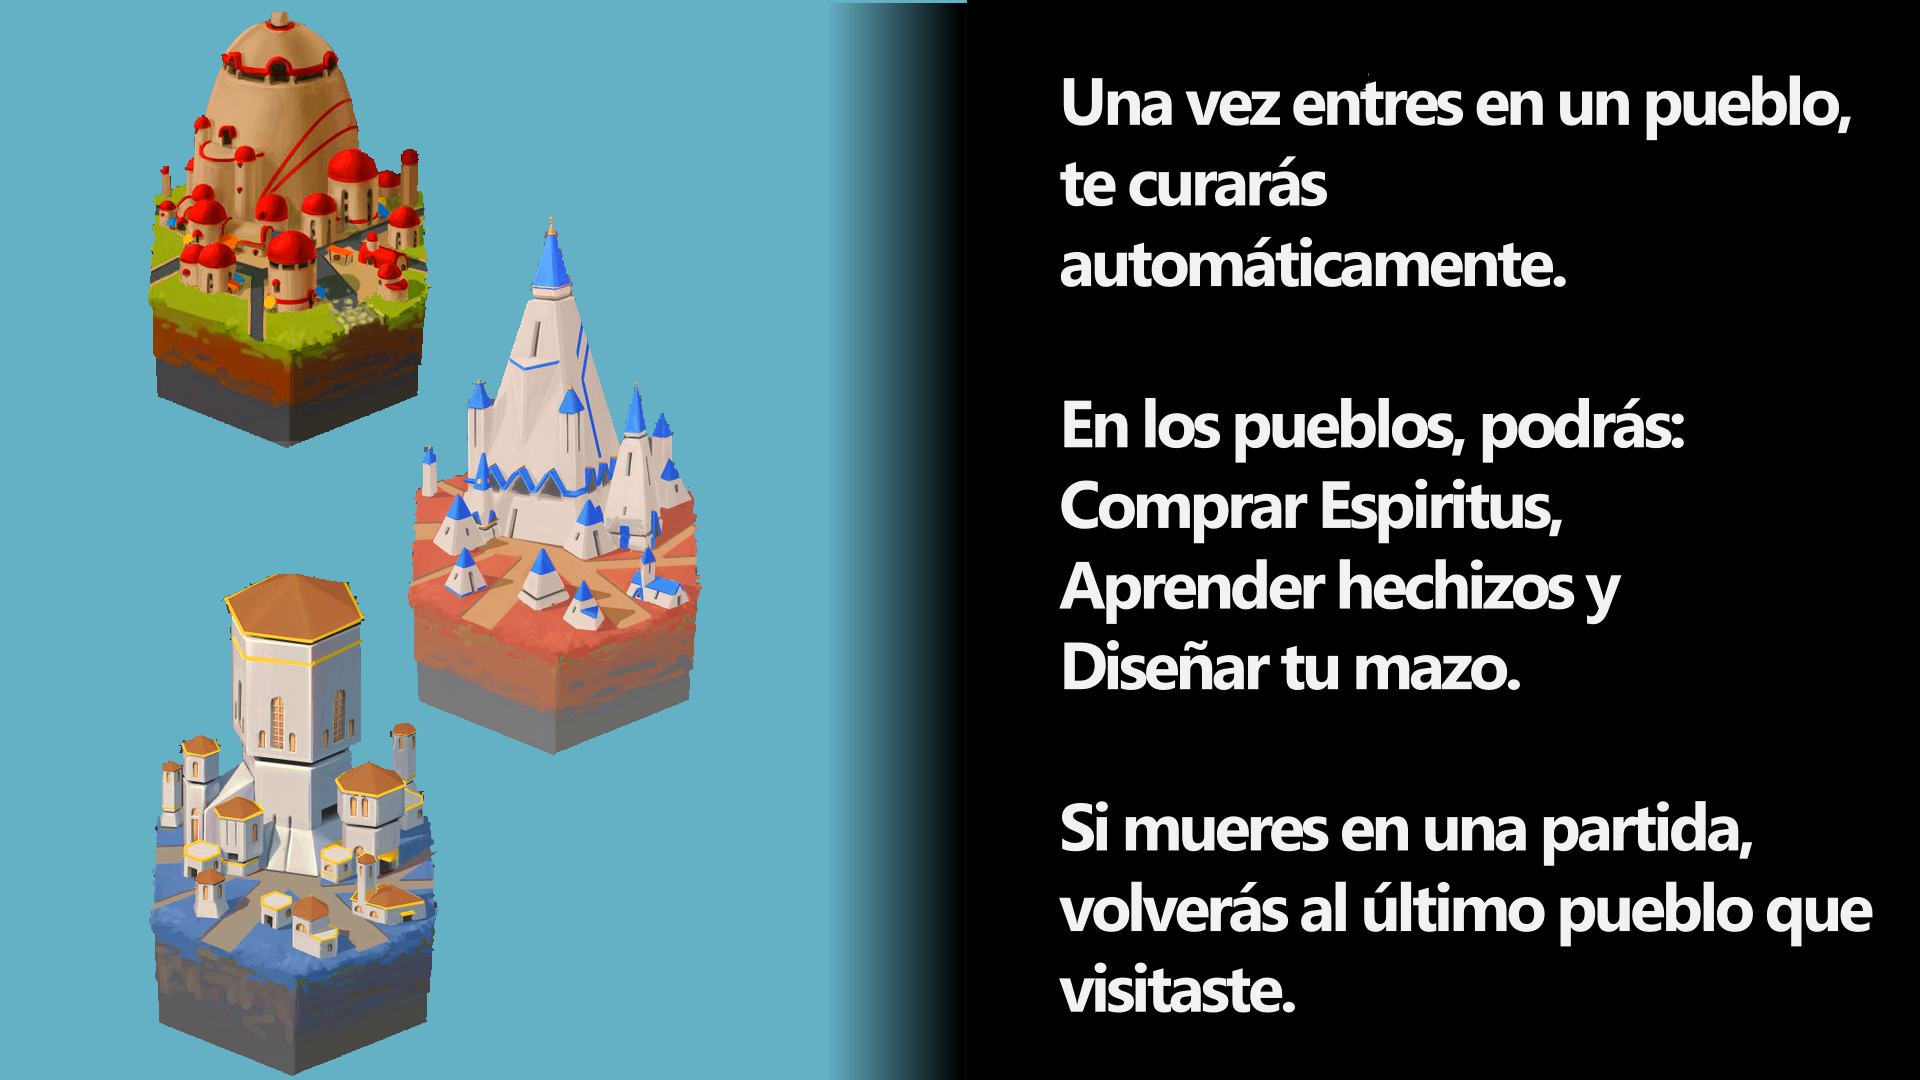 Una vez entres en un pueblo,
te curarás
automáticamente.
En los pueblos, podrás:
Comprar Espiritus,
Aprender hechizos y
Diseñar tu mazo.
Si mueres en una partida,
volverás al último pueblo que
visitaste.